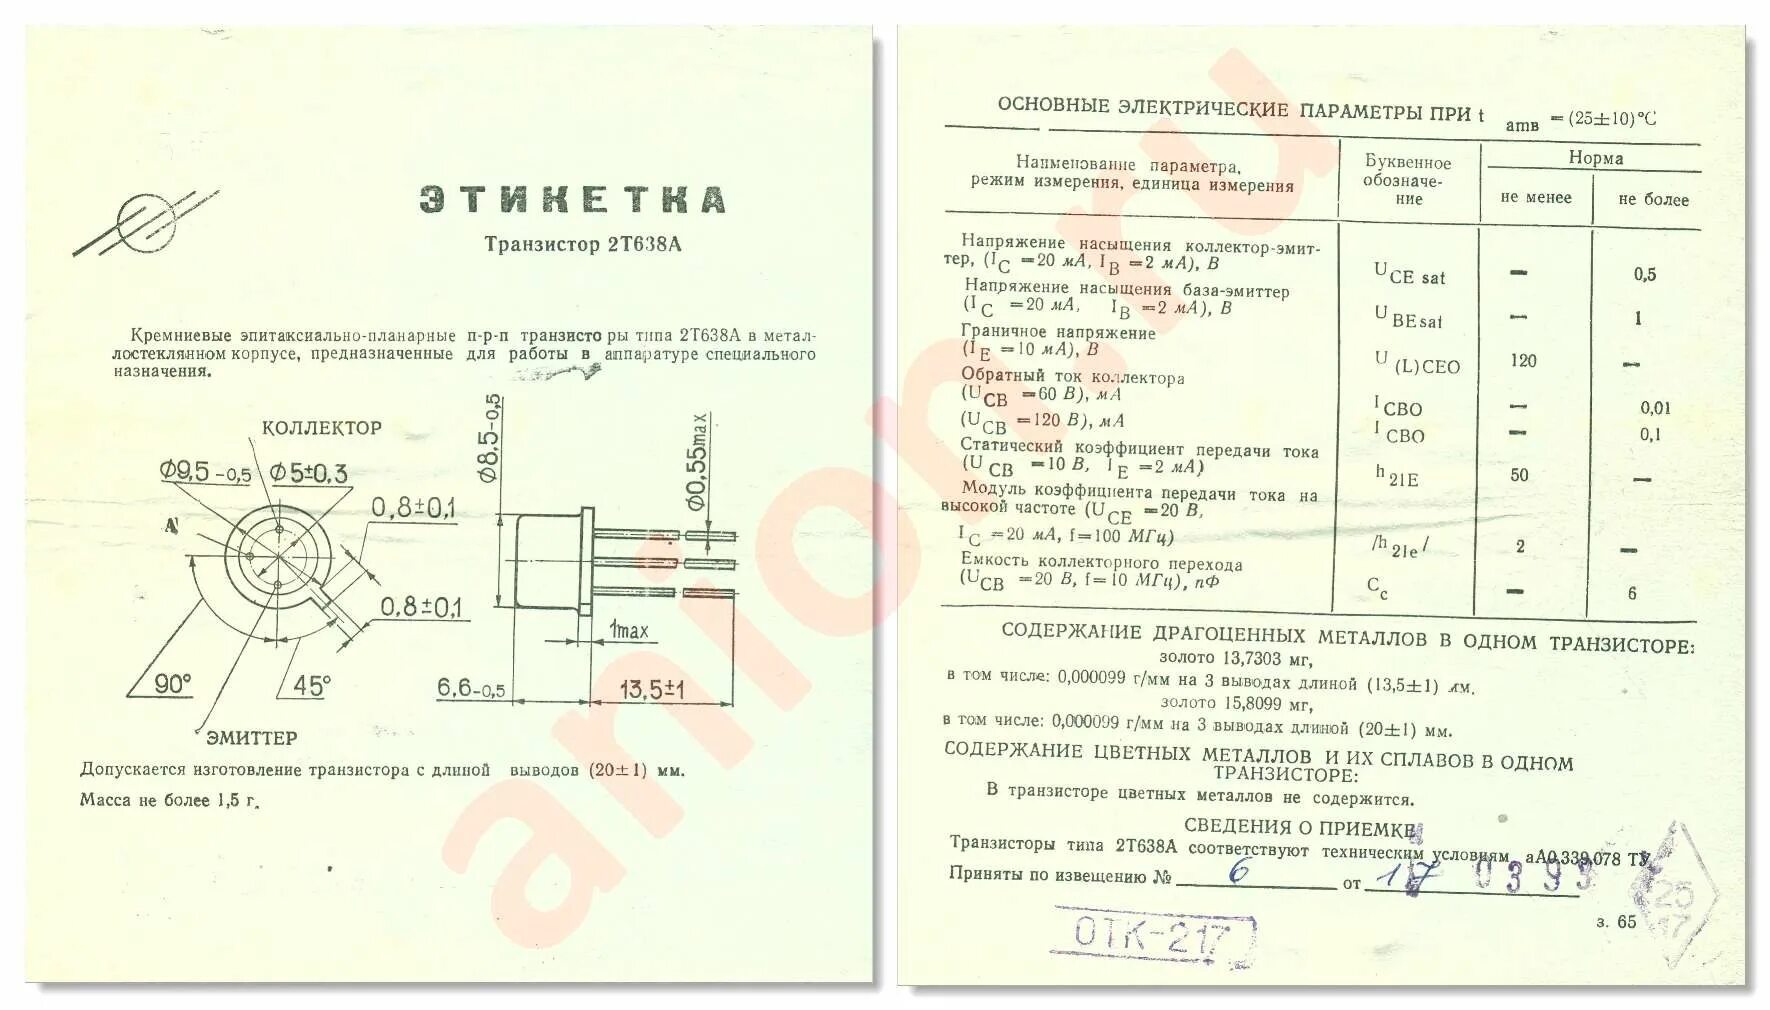 ЭТИКЕТКА
Транзистор 2Т638А
Кремниевые эпитаксиально-планарные п-р-п транзисторы типа 2Т638А в метал-
лостеклянном корпусе, предназначенные для работы в аппаратуре специального
назначения.
КОЛЛЕКТОР
Ф9,5 -0,5 Ф5±0,3
0,8±0,1
А
0,8±0,1
90°
45°
ЭМИТТЕР
Ф8,5-0,5
Ф0,55max
1max
6,6-0,5
13,5±1
Допускается изготовление транзистора с длиной выводов (20±1) мм.
Масса не более 1,5 г.
ОСНОВНЫЕ ЭЛЕКТРИЧЕСКИЕ ПАРАМЕТРЫ ПРИ t amв = (25±10)°С
Наименование параметра,
режим измерения, единица измерения
Буквенное
обозначе-
ние
Норма
не менее
не более
Напряжение насыщения коллектор-эмит-
тер, (IC =20 мА, IB =2 мА), В
UCE sat — 0,5
Напряжение насыщения база-эмиттер
(IC =20 мА, IB =2 мА), В
UBEsat — 1
Граничное напряжение
(IE =10 мА), В
U(L)CEO 120 —
Обратный ток коллектора
(UCB =60 В), мА
ICBO — 0,01
(UCB =120 В), мА
ICBO — 0,1
Статический коэффициент передачи тока
(UCB =10 В, IE =2 мА)
h21E 50 —
Модуль коэффициента передачи тока на
высокой частоте (UCE =20 В,
IC =20 мА, f=100 МГц)
/h21e/ 2 —
Емкость коллекторного перехода
(UCB =20 В, f=10 МГц), пФ
Cc — 6
СОДЕРЖАНИЕ ДРАГОЦЕННЫХ МЕТАЛЛОВ В ОДНОМ ТРАНЗИСТОРЕ:
золото 13,7303 мг,
в том числе: 0,000099 г/мм на 3 выводах длиной (13,5±1) мм.
золото 15,8099 мг,
в том числе: 0,000099 г/мм на 3 выводах длиной (20±1) мм.
СОДЕРЖАНИЕ ЦВЕТНЫХ МЕТАЛЛОВ И ИХ СПЛАВОВ В ОДНОМ
ТРАНЗИСТОРЕ:
В транзисторе цветных металлов не содержится.
СВЕДЕНИЯ О ПРИЕМКЕ
Транзисторы типа 2Т638А соответствуют техническим условиям аА0.339.078 ТУ
Приняты по извещению № 6 от 17 0393
з. 65
ОТК-217
25
17
anion.ru